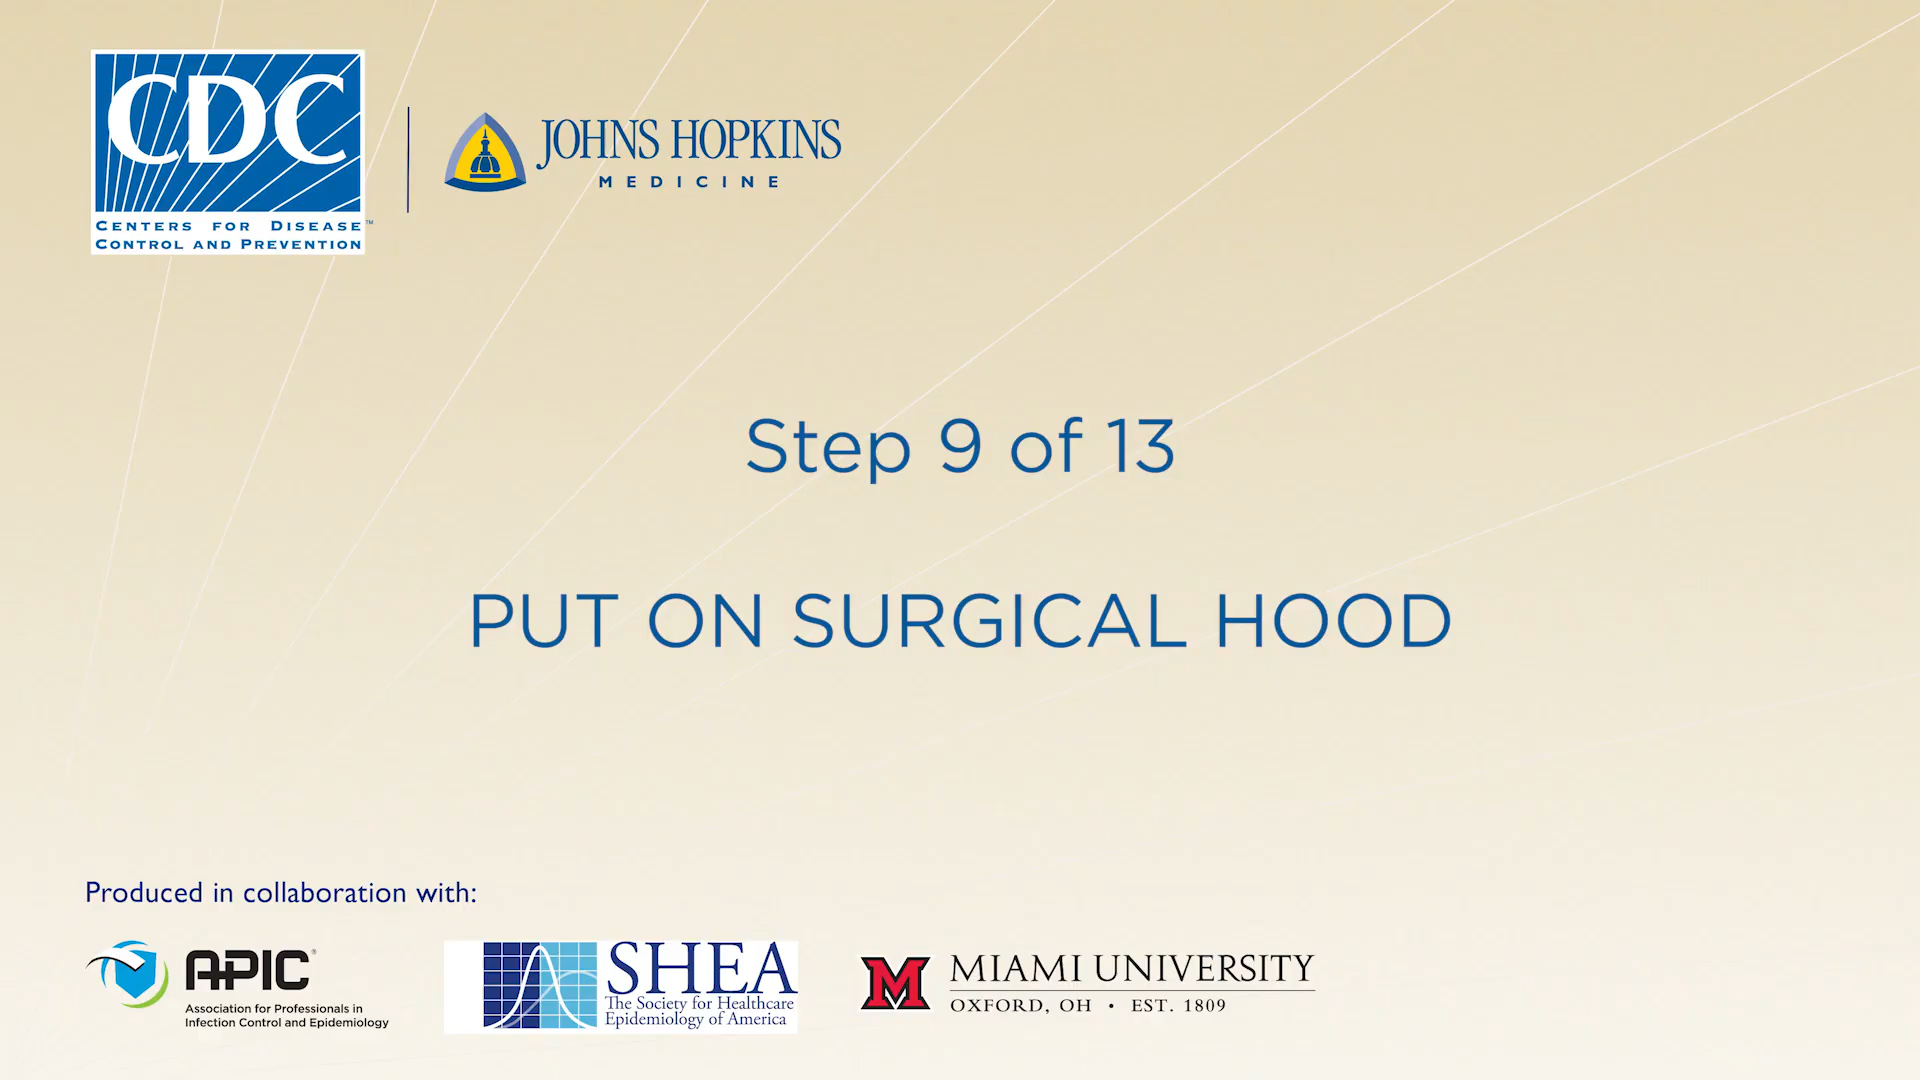 CDC
CENTERS FOR DISEASE™
CONTROL AND PREVENTION
JOHNS HOPKINS
MEDICINE
Step 9 of 13
PUT ON SURGICAL HOOD
Produced in collaboration with:
APIC®
Association for Professionals in
Infection Control and Epidemiology
SHEA
The Society for Healthcare
Epidemiology of America
M
MIAMI UNIVERSITY
OXFORD, OH • EST. 1809